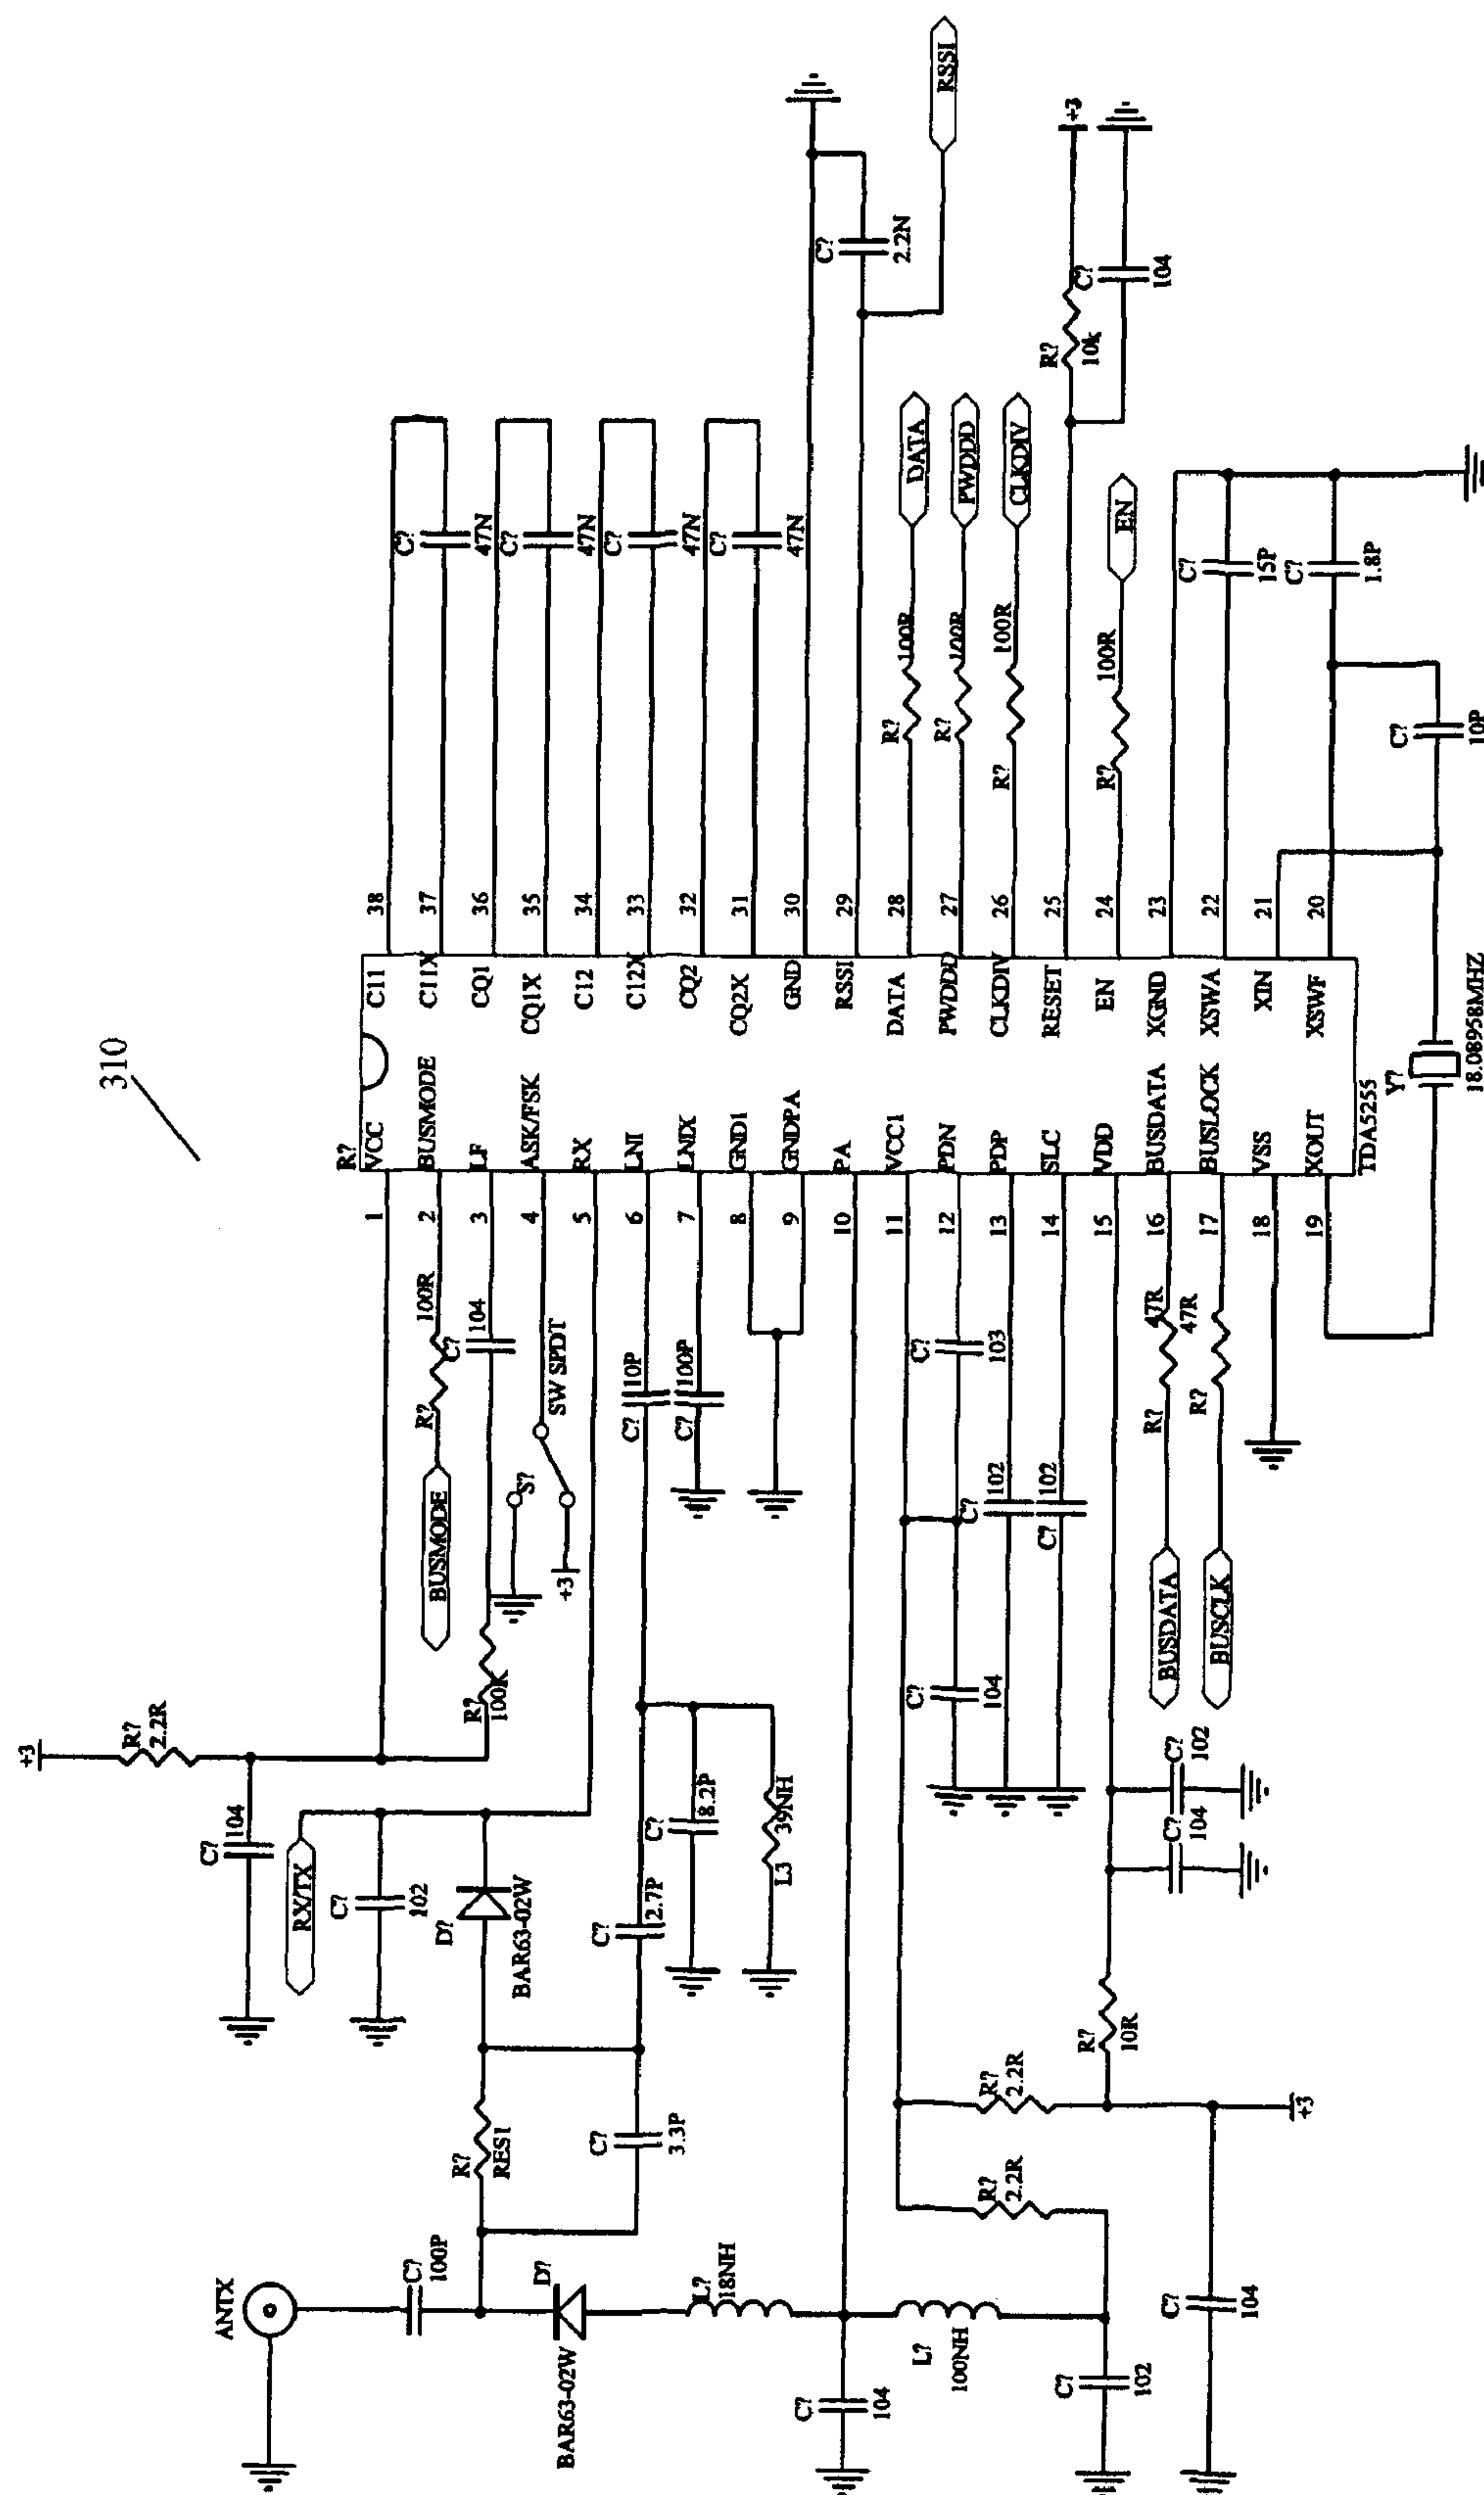 310
R?
TDA5255
VCC
BUSMODE
LF
ASK/FSK
RX
LNI
LNIX
GND1
GNDPA
PA
VCC1
PDN
PDP
SLC
VDD
BUSDATA
BUSLOCK
VSS
XOUT
1
2
3
4
5
6
7
8
9
10
11
12
13
14
15
16
17
18
19
C11
C11X
CQ1
CQ1X
C12
C12X
CQ2
CQ2X
GND
RSSI
DATA
PWDDD
CLKDIV
RESET
EN
XGND
XSWA
XIN
XSWF
38
37
36
35
34
33
32
31
30
29
28
27
26
25
24
23
22
21
20
C?
47N
C?
47N
C?
47N
C?
47N
C?
2.2N
RSSI
R?
100R
DATA
R?
100R
PWDDD
R?
100R
CLKDIV
R?
10k
+3
C?
104
R?
100R
EN
C?
15P
C?
1.8P
C?
10P
Y?
18.08958MHZ
+3
R?
2.2R
C?
104
RX/TX
C?
102
BUSMODE
R?
100R
C?
104
R?
100K
S?
SW SPDT
+3
C?
10P
C?
100P
D?
BAR63-02W
C?
2.7P
C?
8.2P
L3
39NH
R?
RES1
C?
3.3P
ANTX
C?
100P
D?
BAR63-02W
L?
18NH
C?
104
L?
100NH
C?
102
C?
104
R?
2.2R
R?
2.2R
+3
R?
10R
C?
104
C?
102
C?
103
C?
104
C?
102
C?
102
BUSDATA
R?
47R
BUSCLK
R?
47R